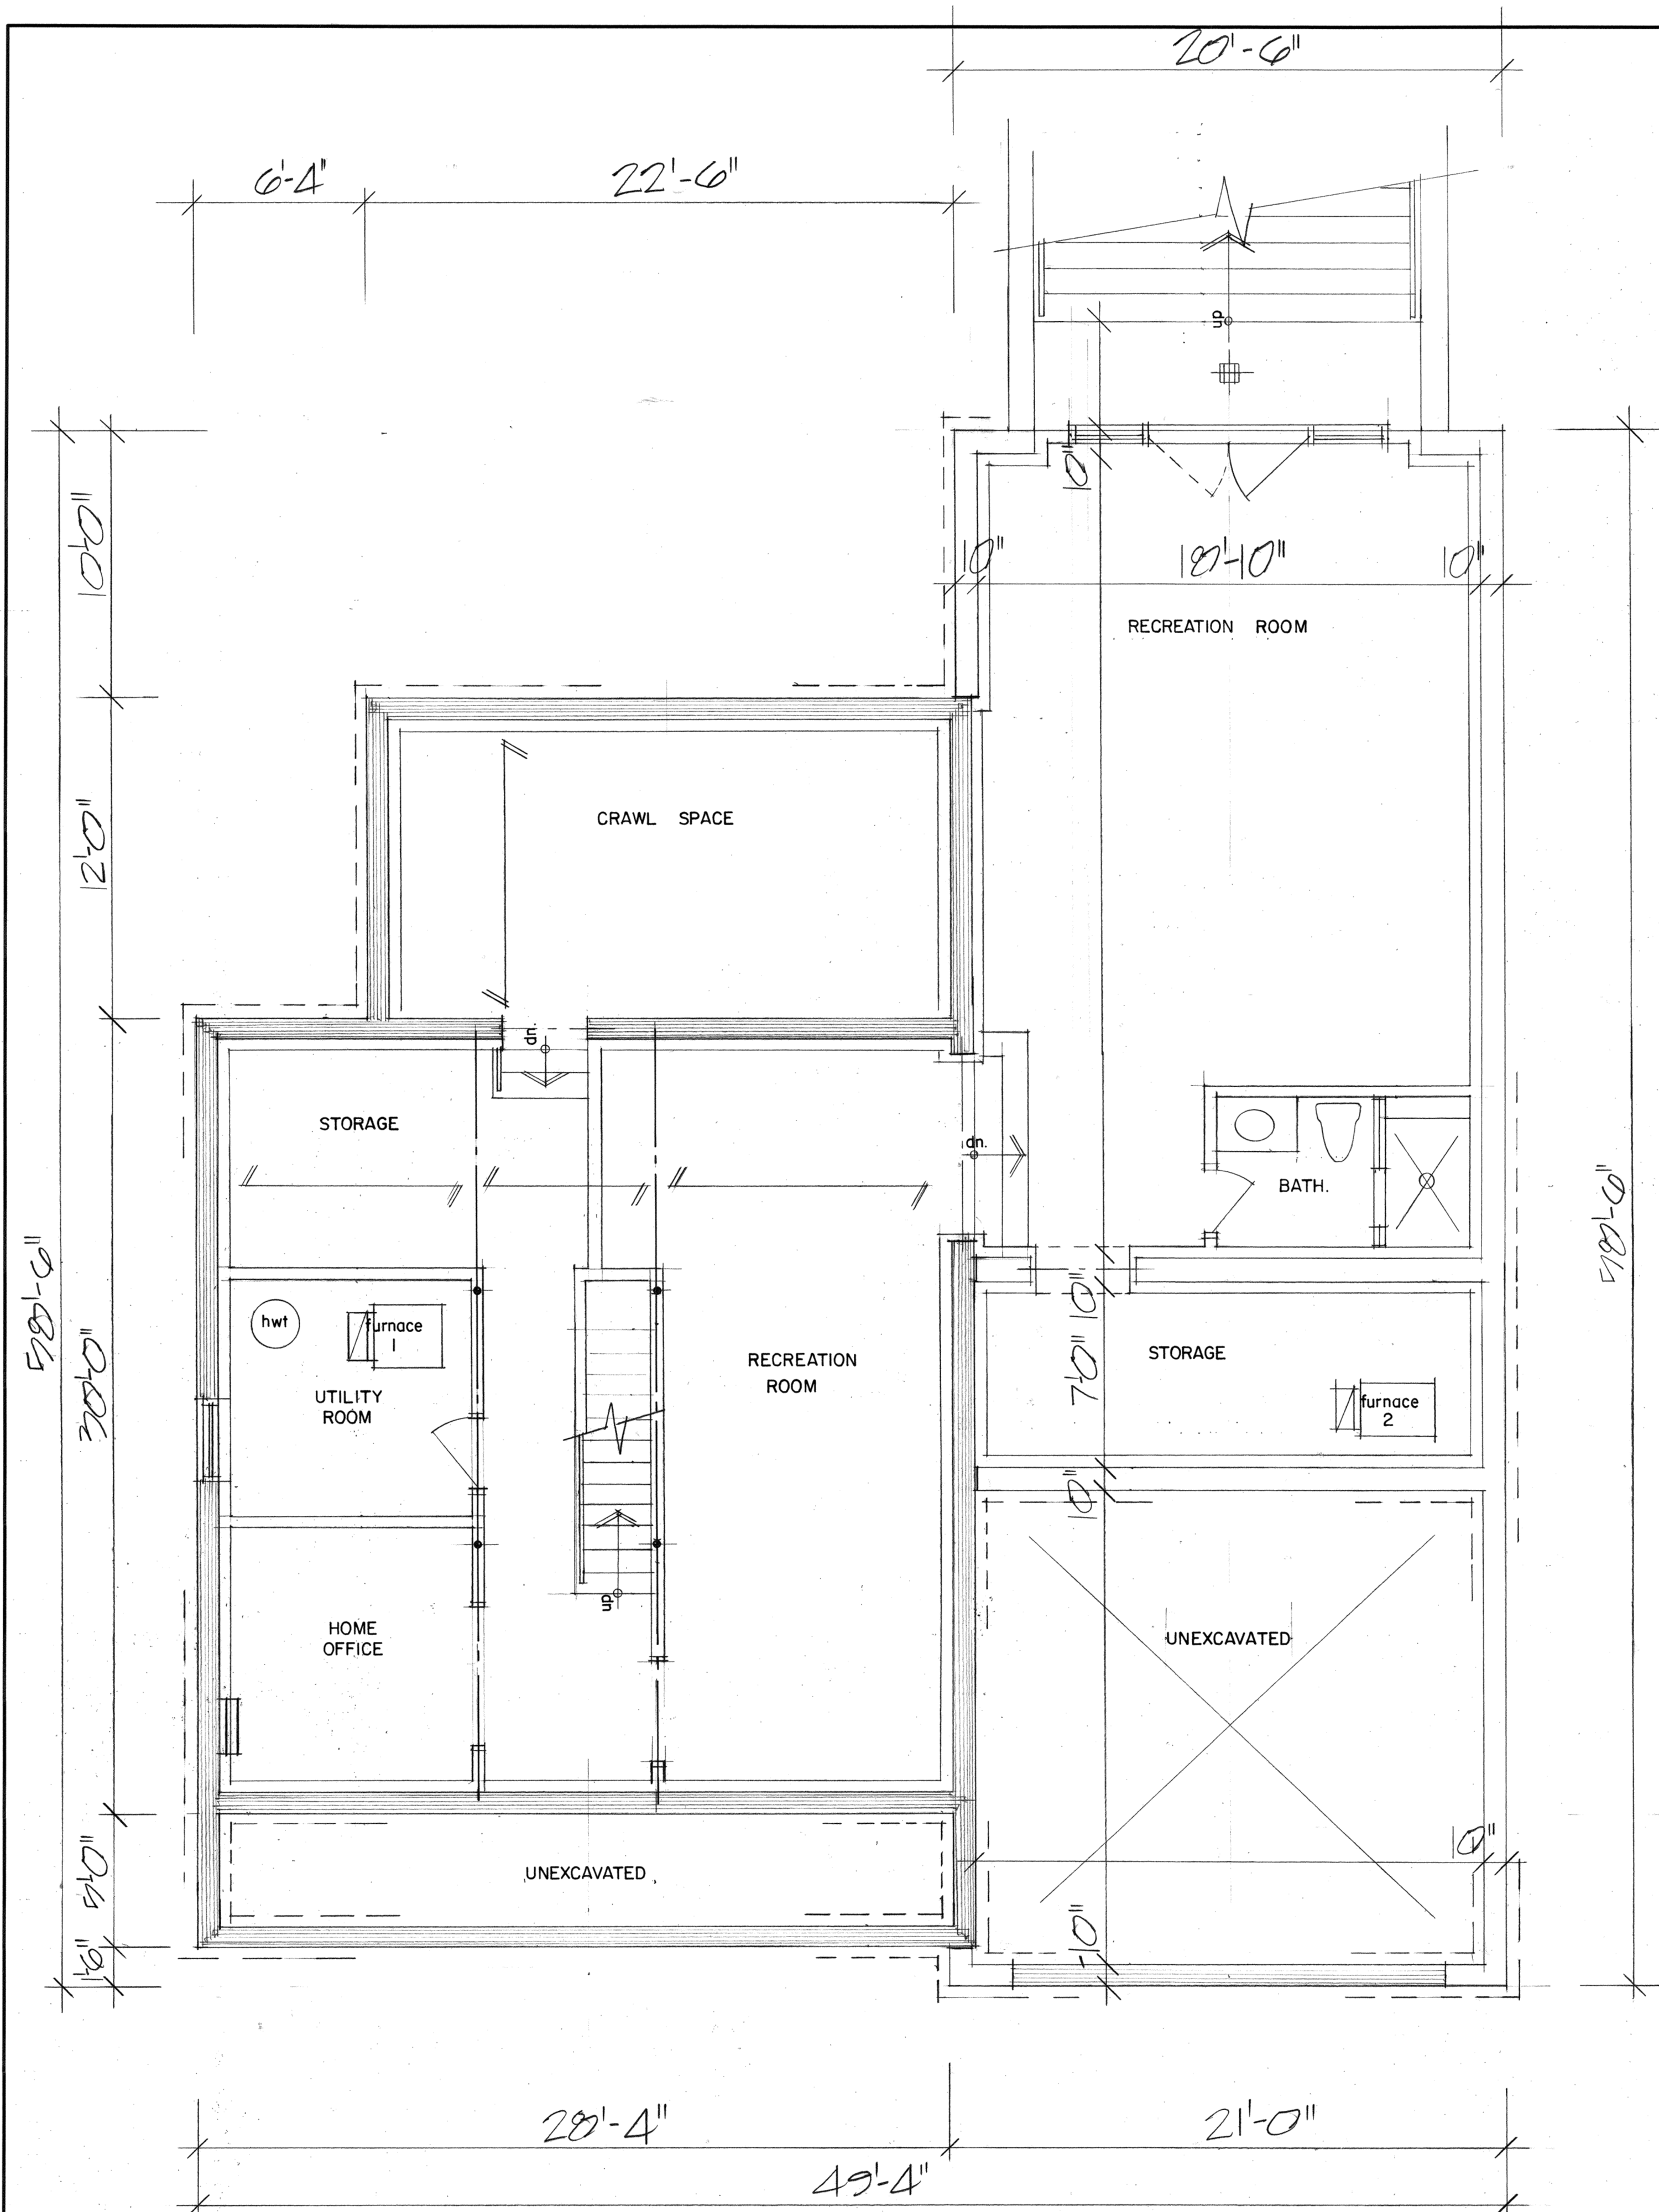 20'-6"
6'-4"
22'-6"
up
10"
10'-0"
10"
18'-10"
10"
RECREATION ROOM
CRAWL SPACE
12'-0"
dn.
STORAGE
dn.
BATH.
58'-6"
58'-6"
10"
hwt
furnace
1
30'-0"
RECREATION
ROOM
7'-0"
STORAGE
UTILITY
ROOM
furnace
2
10"
up
HOME
OFFICE
UNEXCAVATED
10"
5'-0"
UNEXCAVATED
10"
1'-6"
28'-4"
21'-0"
49'-4"